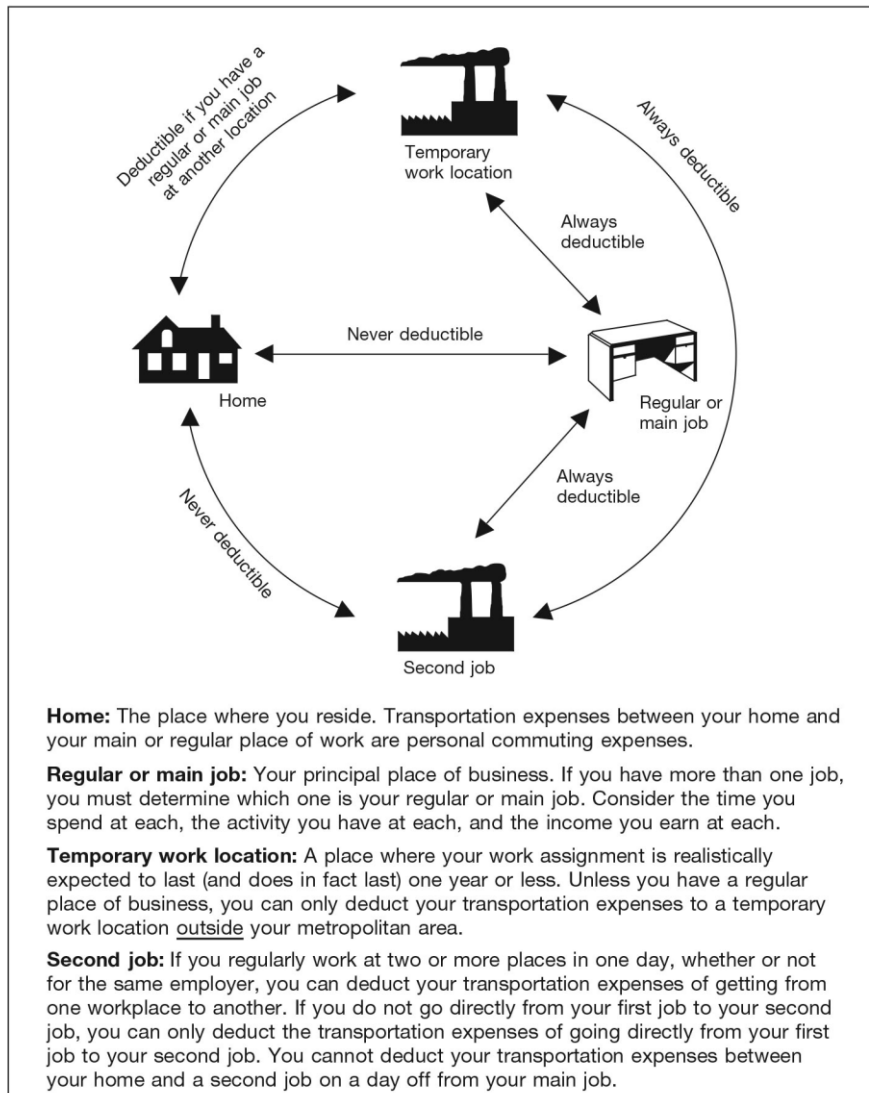 Deductible if you have a
regular or main job
at another location
Temporary
work location
Always deductible
Always
deductible
Never deductible
Home
Regular or
main job
Always
deductible
Never deductible
Second job
Home: The place where you reside. Transportation expenses between your home and
your main or regular place of work are personal commuting expenses.
Regular or main job: Your principal place of business. If you have more than one job,
you must determine which one is your regular or main job. Consider the time you
spend at each, the activity you have at each, and the income you earn at each.
Temporary work location: A place where your work assignment is realistically
expected to last (and does in fact last) one year or less. Unless you have a regular
place of business, you can only deduct your transportation expenses to a temporary
work location outside your metropolitan area.
Second job: If you regularly work at two or more places in one day, whether or not
for the same employer, you can deduct your transportation expenses of getting from
one workplace to another. If you do not go directly from your first job to your second
job, you can only deduct the transportation expenses of going directly from your first
job to your second job. You cannot deduct your transportation expenses between
your home and a second job on a day off from your main job.